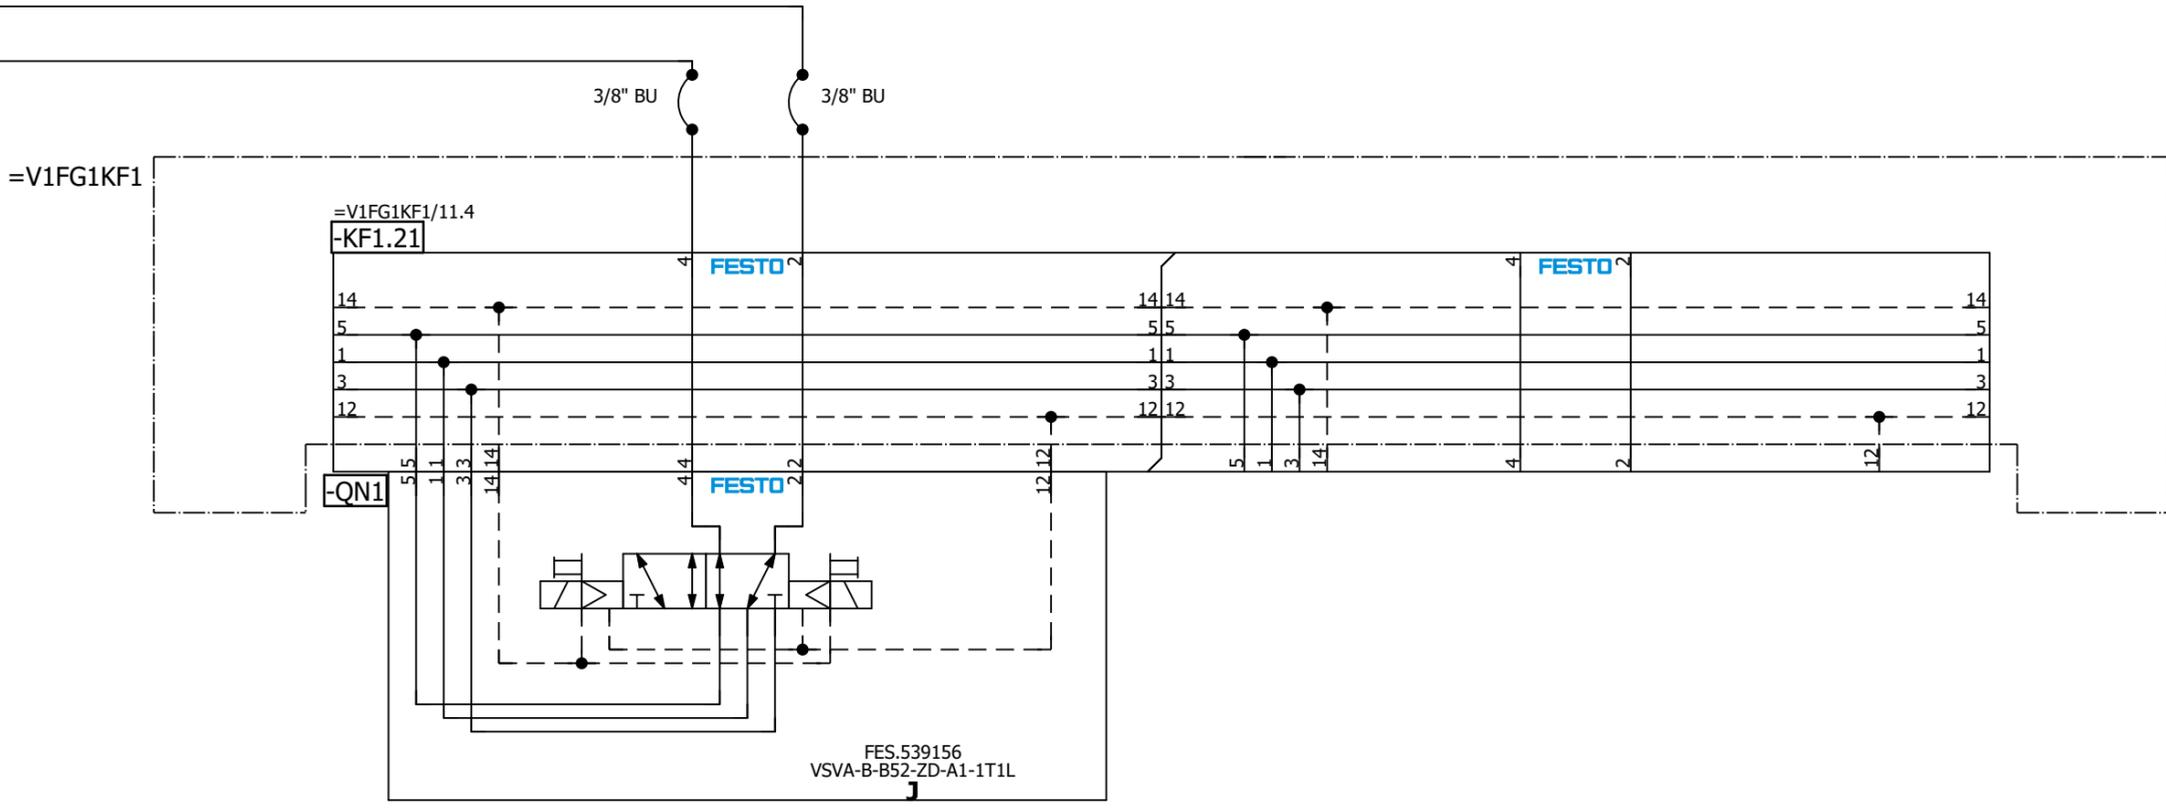 3/8" BU 3/8" BU
=V1FG1KF1
=V1FG1KF1/11.4
-KF1.21
4 FESTO 2 4 FESTO 2
14 14 14 14
5 5 5 5
1 1 1 1
3 3 3 3
12 12 12 12
5 1 3 14 4 2 12 5 1 3 14 4 2 12
-QN1
5 1 3 14 4 FESTO 2 12
FES.539156
VSVA-B-B52-ZD-A1-1T1L
J